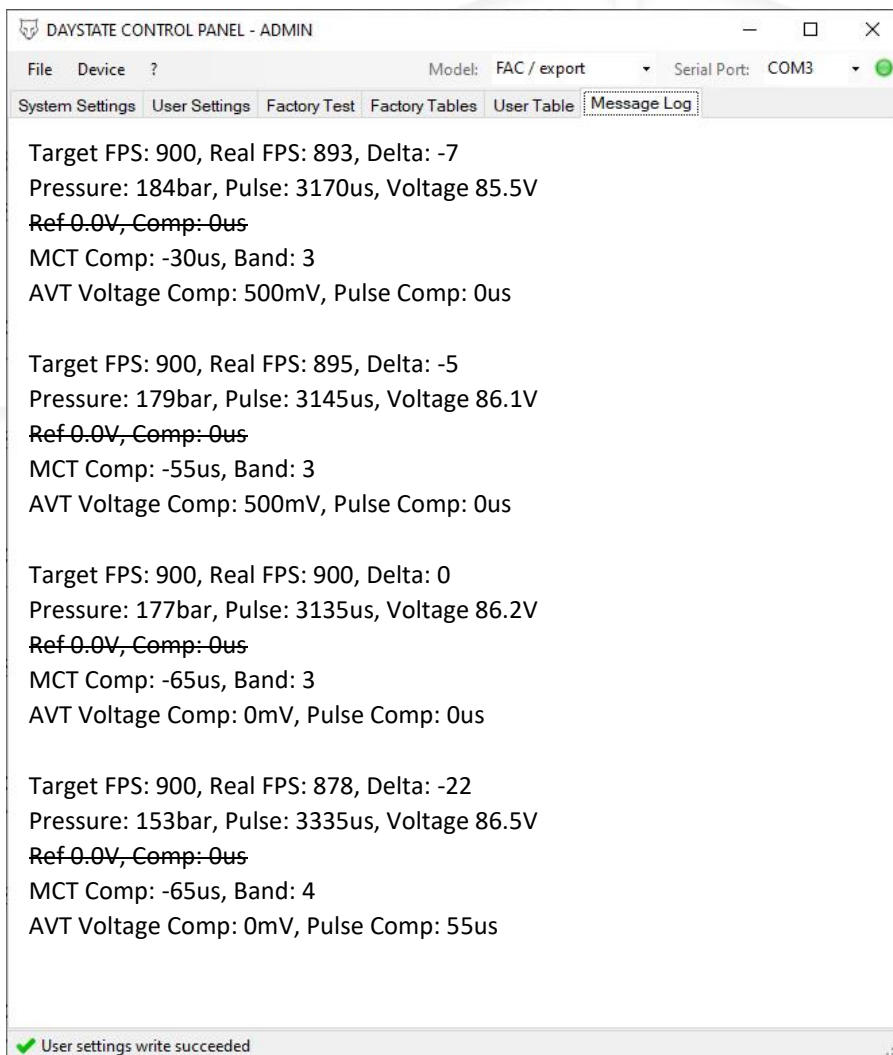 DAYSTATE CONTROL PANEL - ADMIN
File Device ? Model: FAC / export Serial Port: COM3
System Settings User Settings Factory Test Factory Tables User Table Message Log
Target FPS: 900, Real FPS: 893, Delta: -7
Pressure: 184bar, Pulse: 3170us, Voltage 85.5V
Ref 0.0V, Comp: 0us
MCT Comp: -30us, Band: 3
AVT Voltage Comp: 500mV, Pulse Comp: 0us
Target FPS: 900, Real FPS: 895, Delta: -5
Pressure: 179bar, Pulse: 3145us, Voltage 86.1V
Ref 0.0V, Comp: 0us
MCT Comp: -55us, Band: 3
AVT Voltage Comp: 500mV, Pulse Comp: 0us
Target FPS: 900, Real FPS: 900, Delta: 0
Pressure: 177bar, Pulse: 3135us, Voltage 86.2V
Ref 0.0V, Comp: 0us
MCT Comp: -65us, Band: 3
AVT Voltage Comp: 0mV, Pulse Comp: 0us
Target FPS: 900, Real FPS: 878, Delta: -22
Pressure: 153bar, Pulse: 3335us, Voltage 86.5V
Ref 0.0V, Comp: 0us
MCT Comp: -65us, Band: 4
AVT Voltage Comp: 0mV, Pulse Comp: 55us
User settings write succeeded